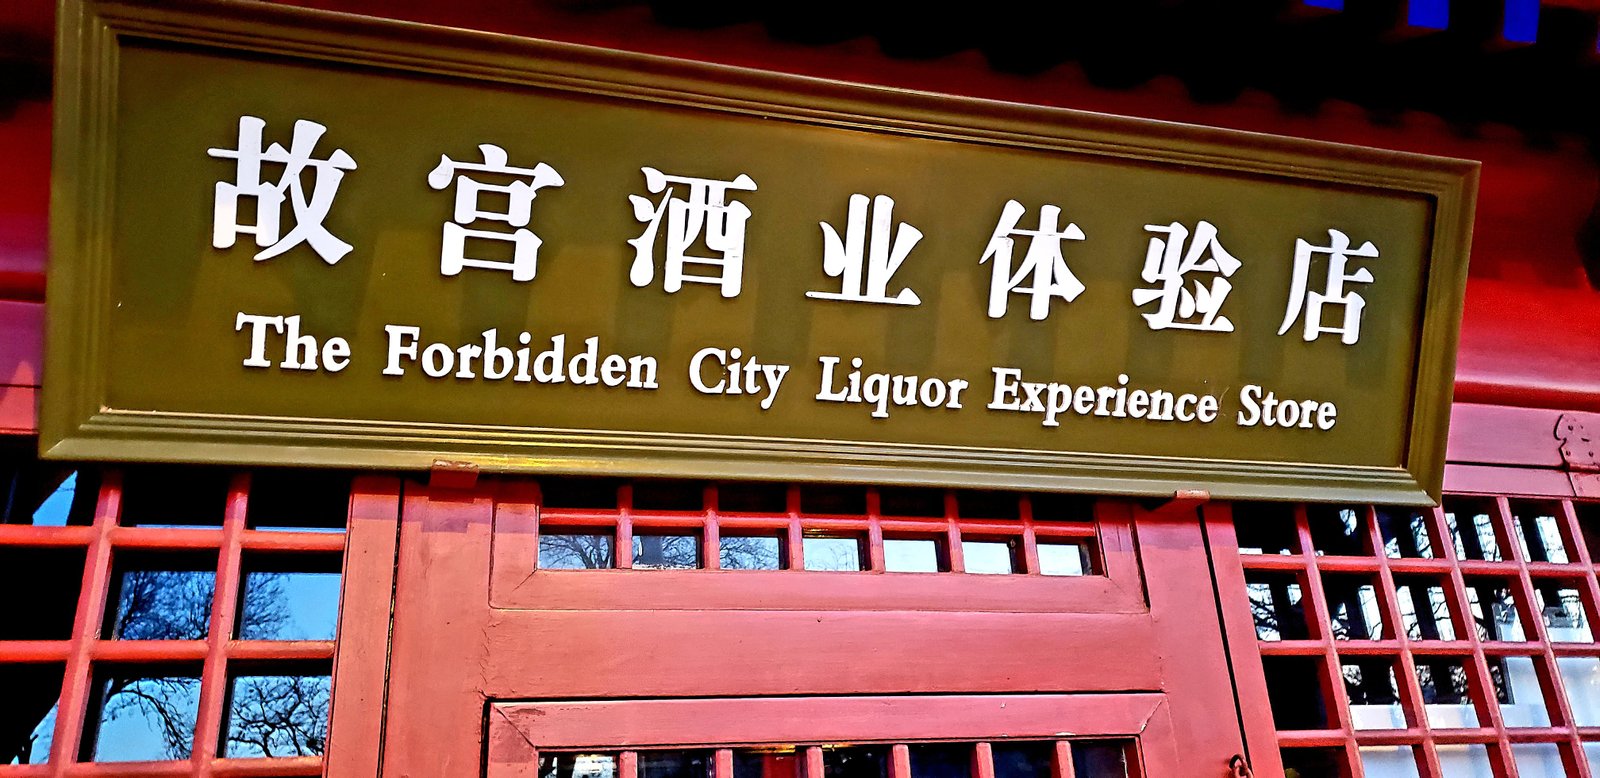 故宫酒业体验店
The Forbidden City Liquor Experience Store